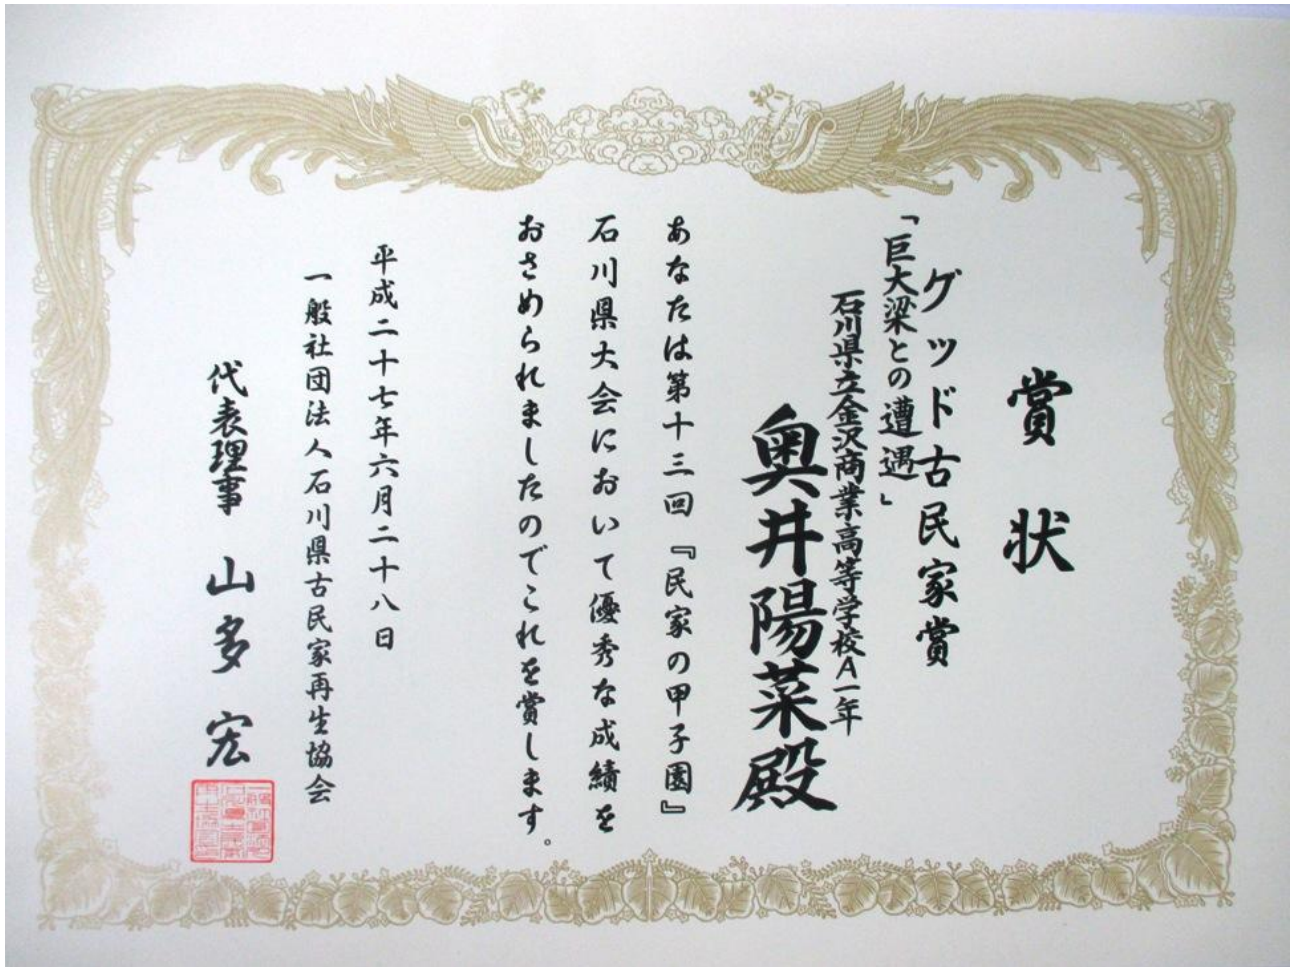 賞状
グッド古民家賞
「巨大梁との遭遇」
石川県立金沢商業高等学校A一年
奥井陽菜殿
あなたは第十三回『民家の甲子園』
石川県大会において優秀な成績を
おさめられましたのでこれを賞します。
平成二十七年六月二十八日
一般社団法人石川県古民家再生協会
代表理事 山多宏